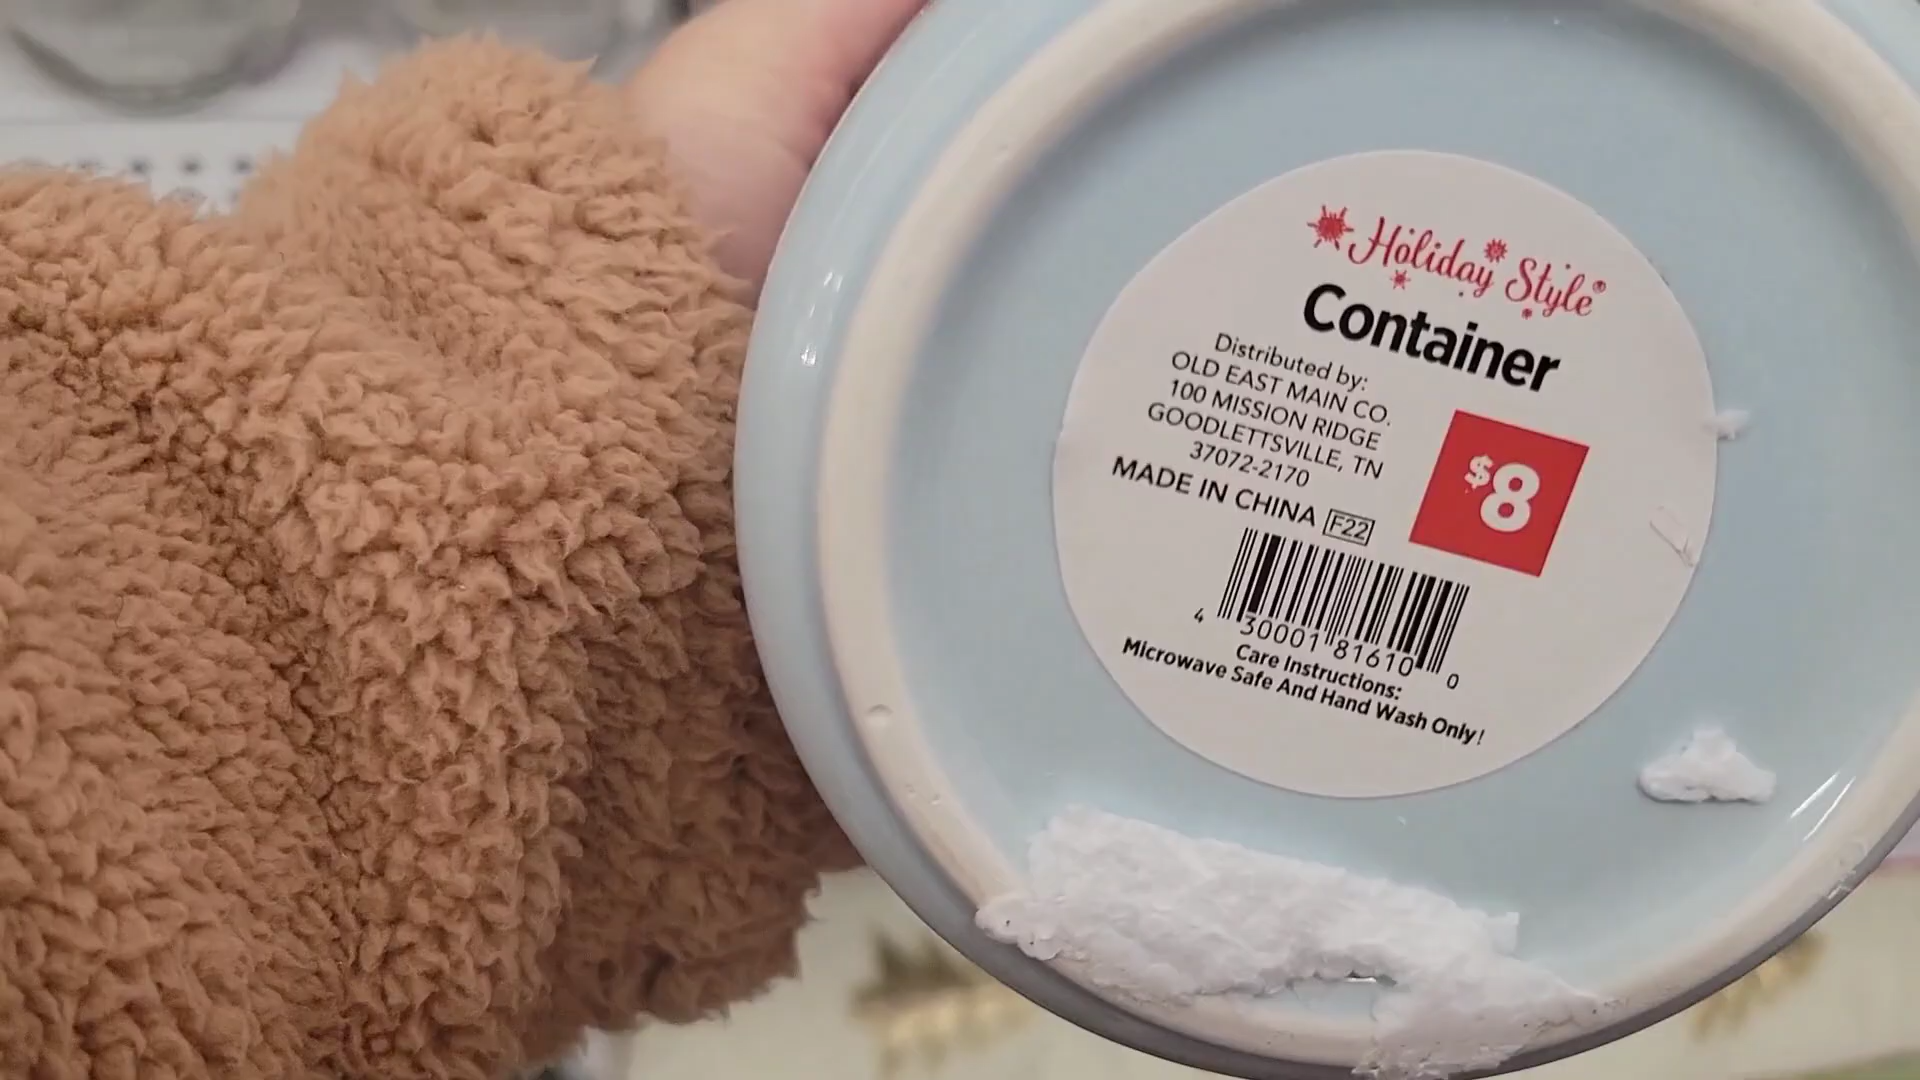 Holiday Style®
Container
Distributed by:
OLD EAST MAIN CO.
100 MISSION RIDGE
GOODLETTSVILLE, TN
37072-2170
MADE IN CHINA F22
$8
4 30001 81610 0
Care Instructions:
Microwave Safe And Hand Wash Only!